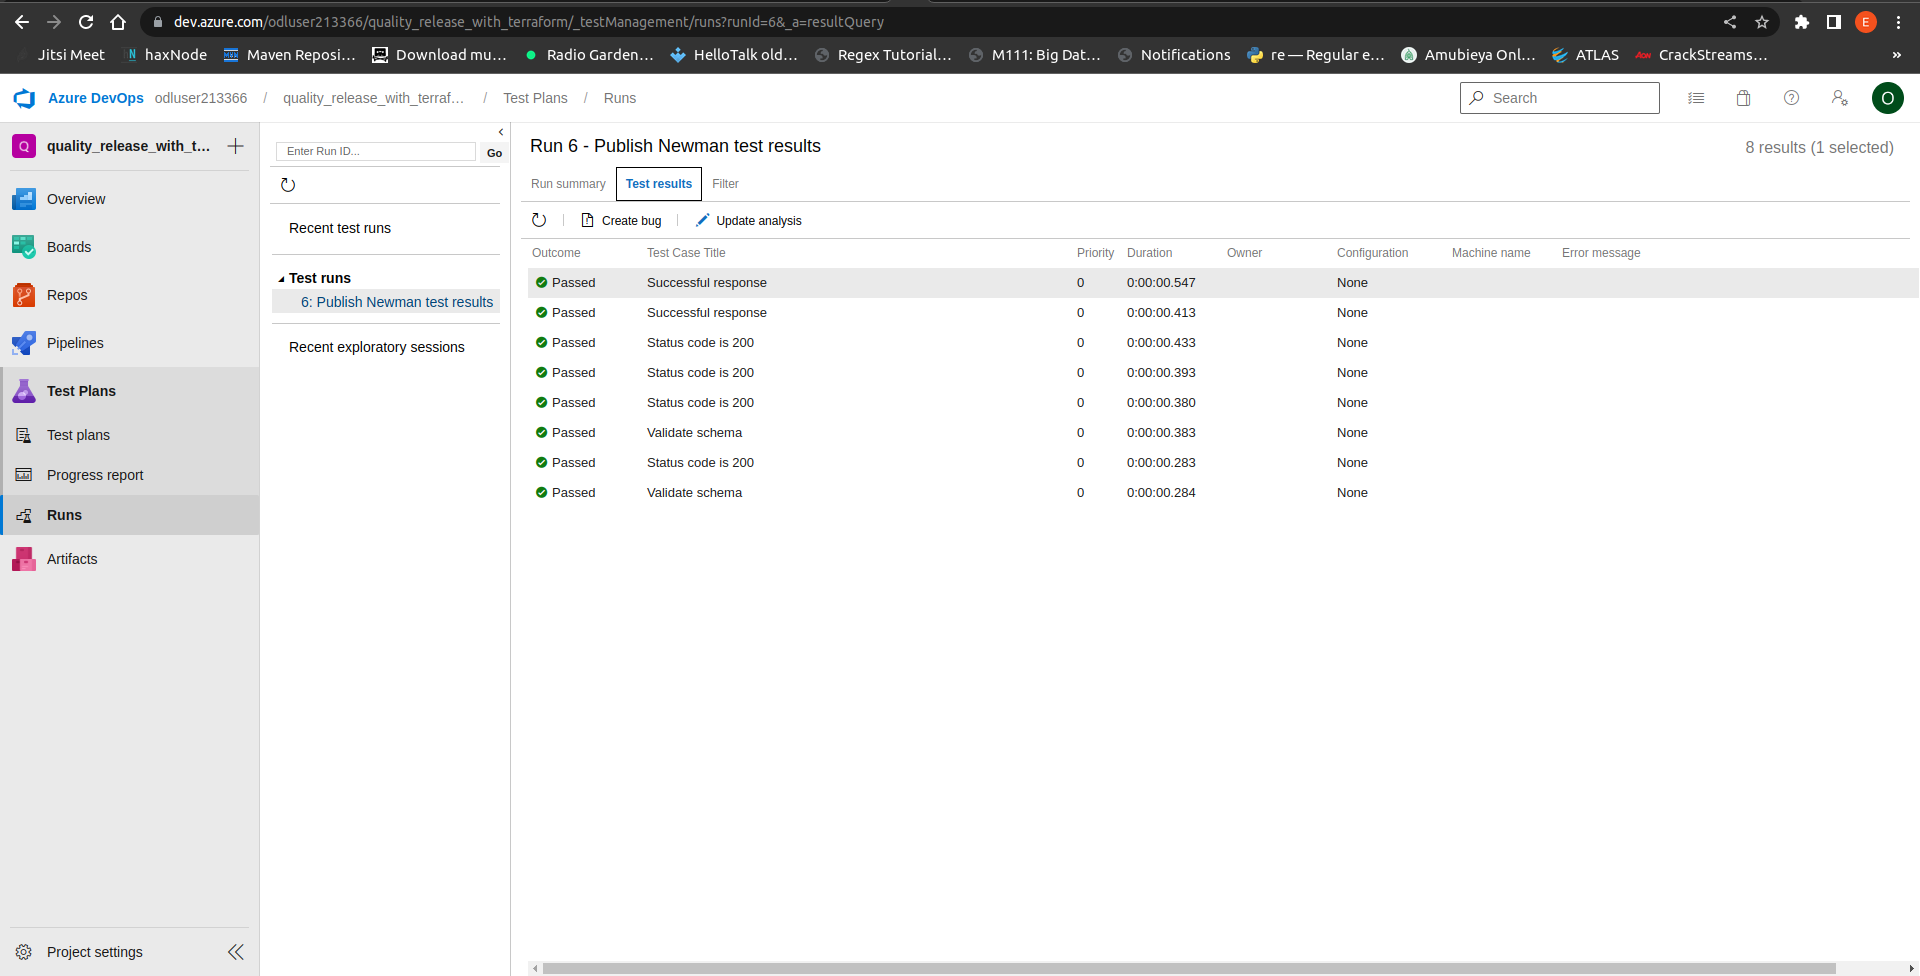 dev.azure.com/odluser213366/quality_release_with_terraform/_testManagement/runs?runId=6&_a=resultQuery
E
Jitsi Meet haxNode Maven Reposi… Download mu… Radio Garden… HelloTalk old… Regex Tutorial… M111: Big Dat… Notifications re — Regular e… Amubieya Onl… ATLAS CrackStreams… »
Azure DevOps odluser213366 / quality_release_with_terraf… / Test Plans / Runs
Search
O
Q quality_release_with_t…
Overview
Boards
Repos
Pipelines
Test Plans
Test plans
Progress report
Runs
Artifacts
Project settings
Enter Run ID...
Go
Recent test runs
Test runs
6: Publish Newman test results
Recent exploratory sessions
Run 6 - Publish Newman test results
8 results (1 selected)
Run summary Test results Filter
Create bug Update analysis
Outcome Test Case Title Priority Duration Owner Configuration Machine name Error message
Passed Successful response 0 0:00:00.547 None
Passed Successful response 0 0:00:00.413 None
Passed Status code is 200 0 0:00:00.433 None
Passed Status code is 200 0 0:00:00.393 None
Passed Status code is 200 0 0:00:00.380 None
Passed Validate schema 0 0:00:00.383 None
Passed Status code is 200 0 0:00:00.283 None
Passed Validate schema 0 0:00:00.284 None